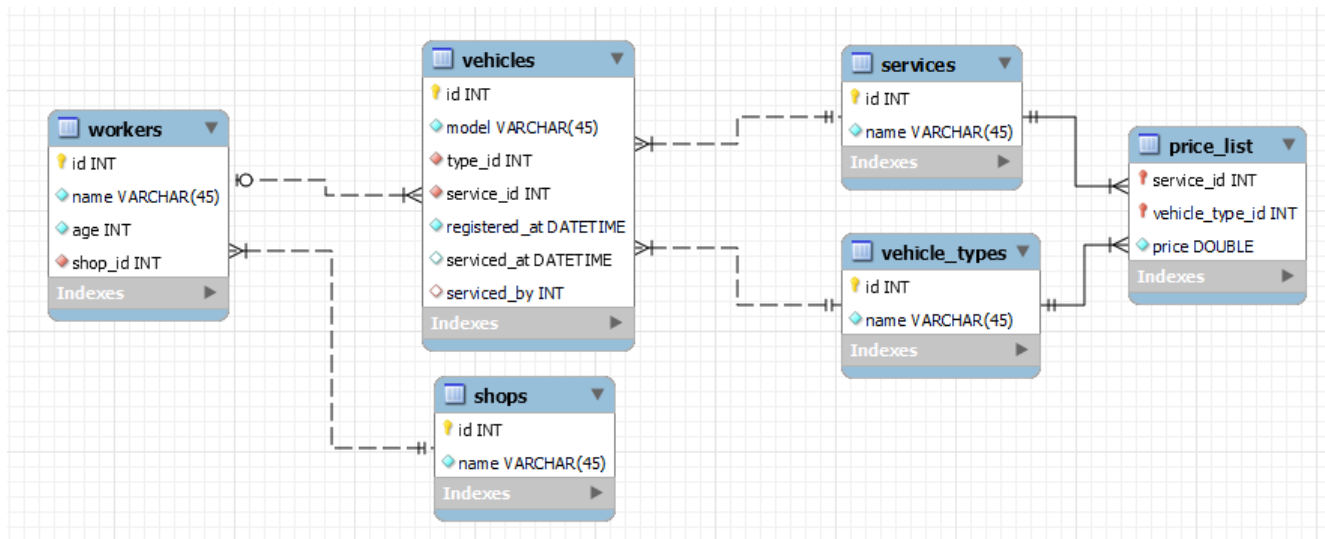 workers
id INT
name VARCHAR(45)
age INT
shop_id INT
Indexes
vehicles
id INT
model VARCHAR(45)
type_id INT
service_id INT
registered_at DATETIME
serviced_at DATETIME
serviced_by INT
Indexes
shops
id INT
name VARCHAR(45)
Indexes
services
id INT
name VARCHAR(45)
Indexes
vehicle_types
id INT
name VARCHAR(45)
Indexes
price_list
service_id INT
vehicle_type_id INT
price DOUBLE
Indexes